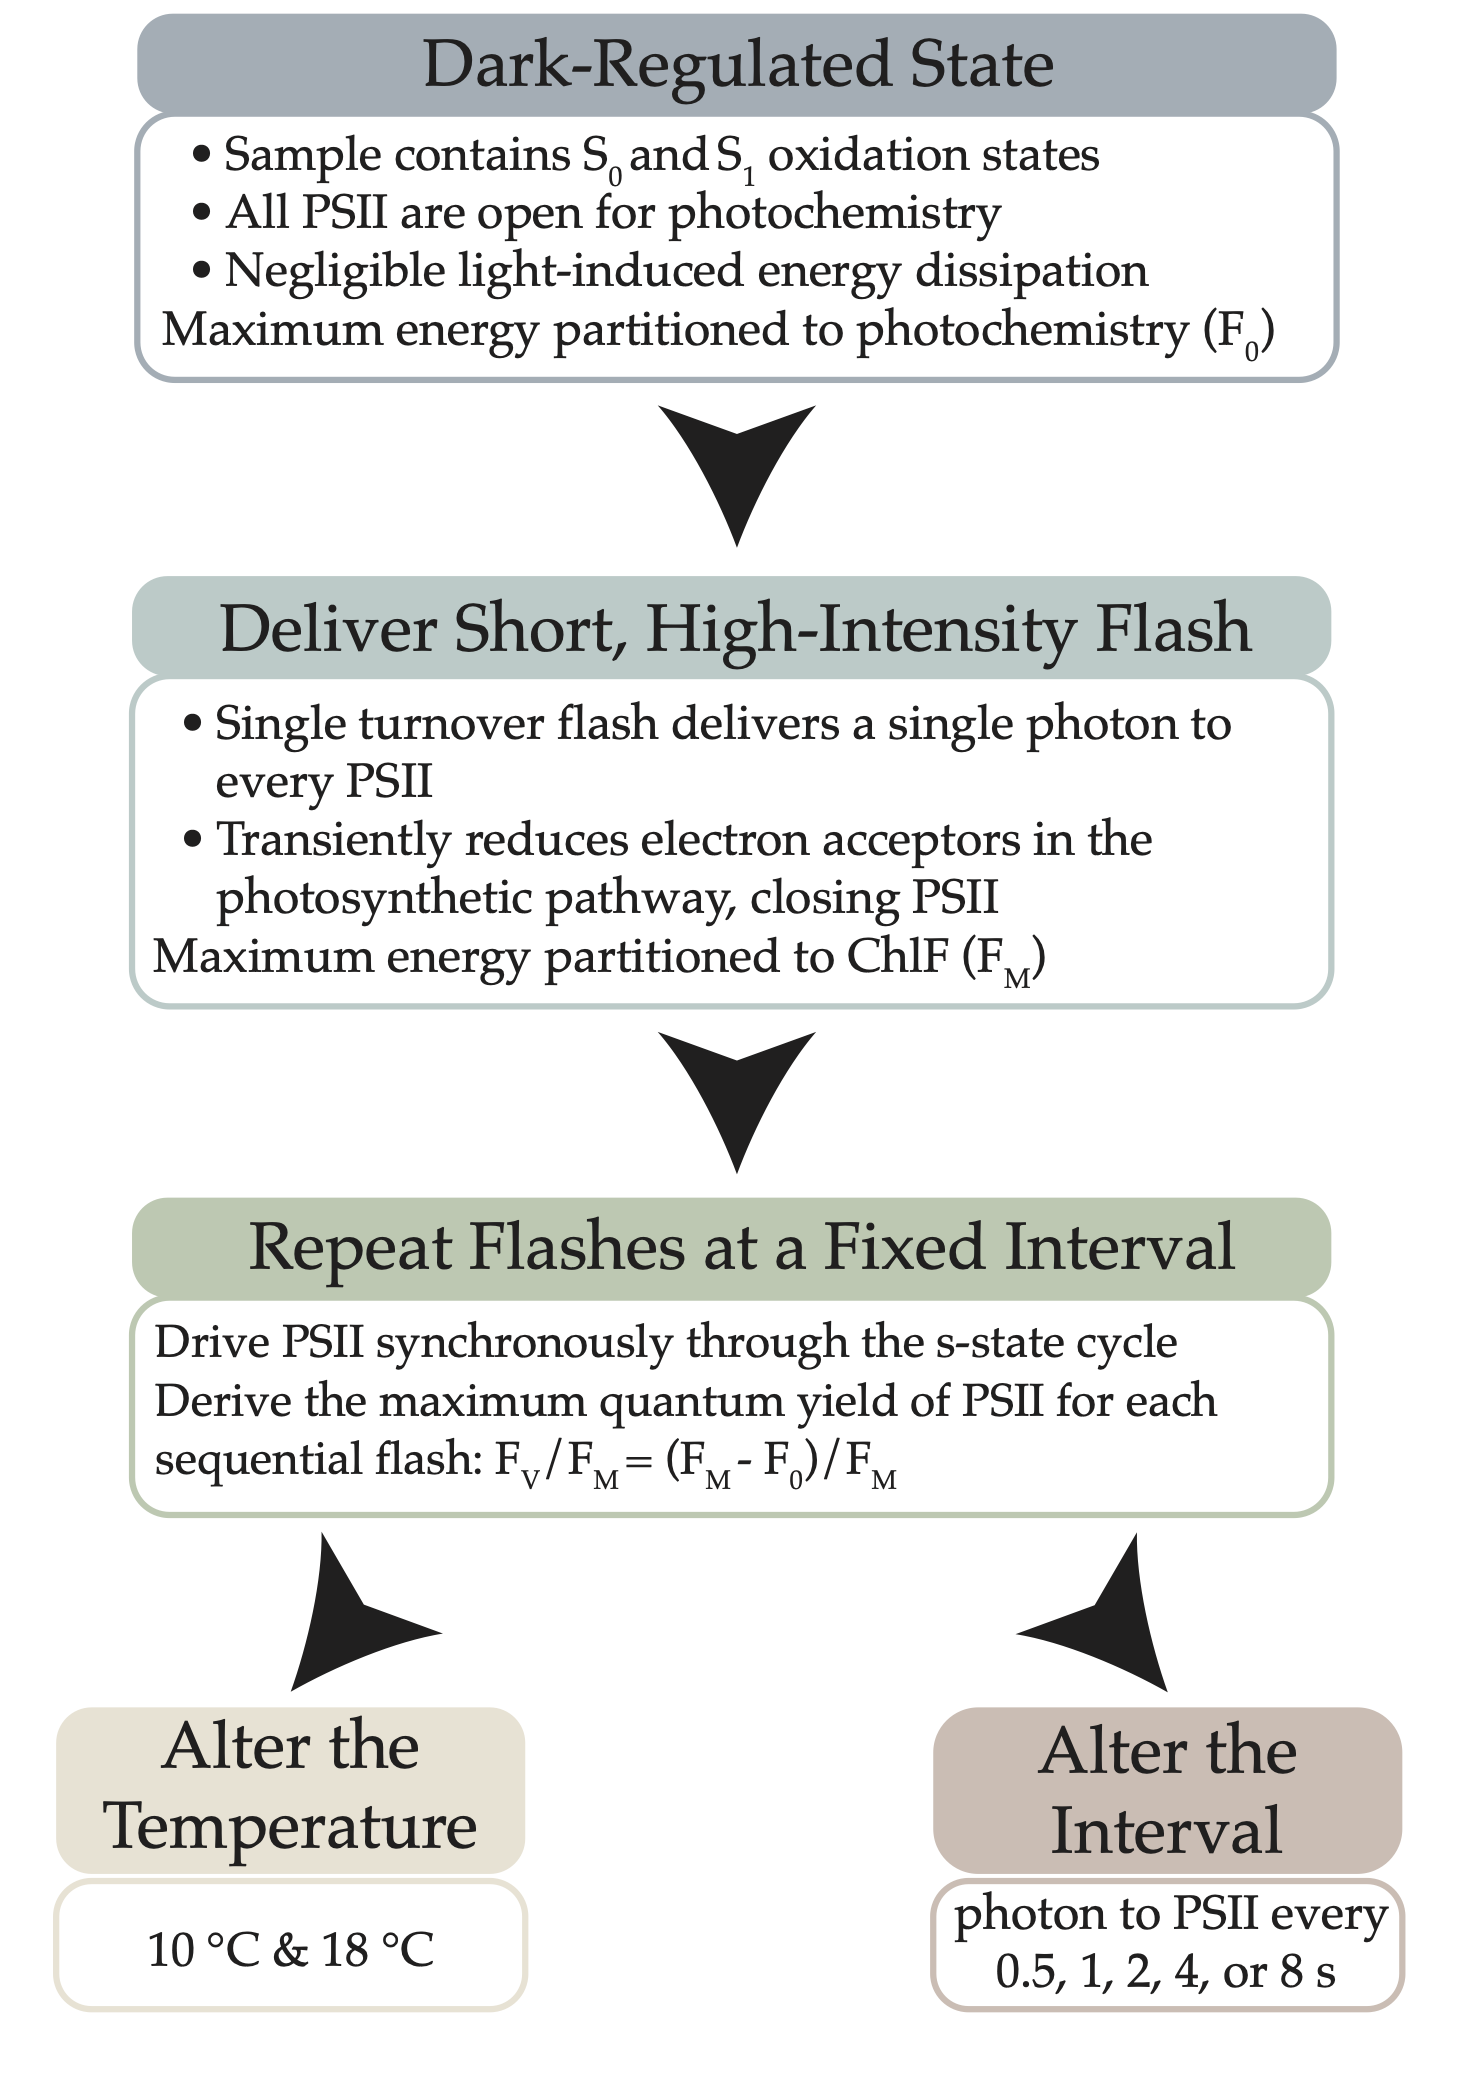 Dark-Regulated State
• Sample contains S₀ and S₁ oxidation states
• All PSII are open for photochemistry
• Negligible light-induced energy dissipation
Maximum energy partitioned to photochemistry (F₀)
Deliver Short, High-Intensity Flash
• Single turnover flash delivers a single photon to
every PSII
• Transiently reduces electron acceptors in the
photosynthetic pathway, closing PSII
Maximum energy partitioned to ChlF (F_M)
Repeat Flashes at a Fixed Interval
Drive PSII synchronously through the s-state cycle
Derive the maximum quantum yield of PSII for each
sequential flash: F_V/F_M = (F_M - F₀)/F_M
Alter the
Temperature
10 °C & 18 °C
Alter the
Interval
photon to PSII every
0.5, 1, 2, 4, or 8 s